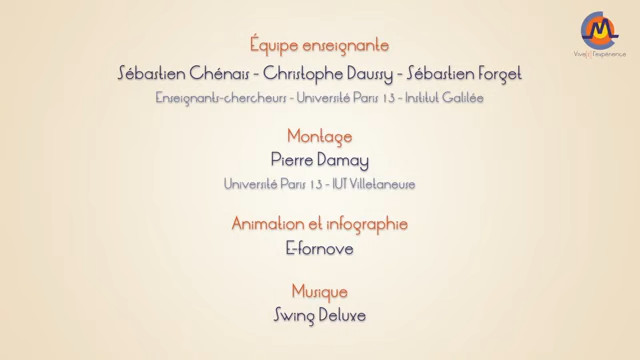 Vive[z] l'expérience
Équipe enseignante
Sébastien Chénais - Christophe Daussy - Sébastien Forget
Enseignants-chercheurs - Université Paris 13 - Institut Galilée
Montage
Pierre Damay
Université Paris 13 - IUT Villetaneuse
Animation et infographie
E-fornove
Musique
Swing Deluxe